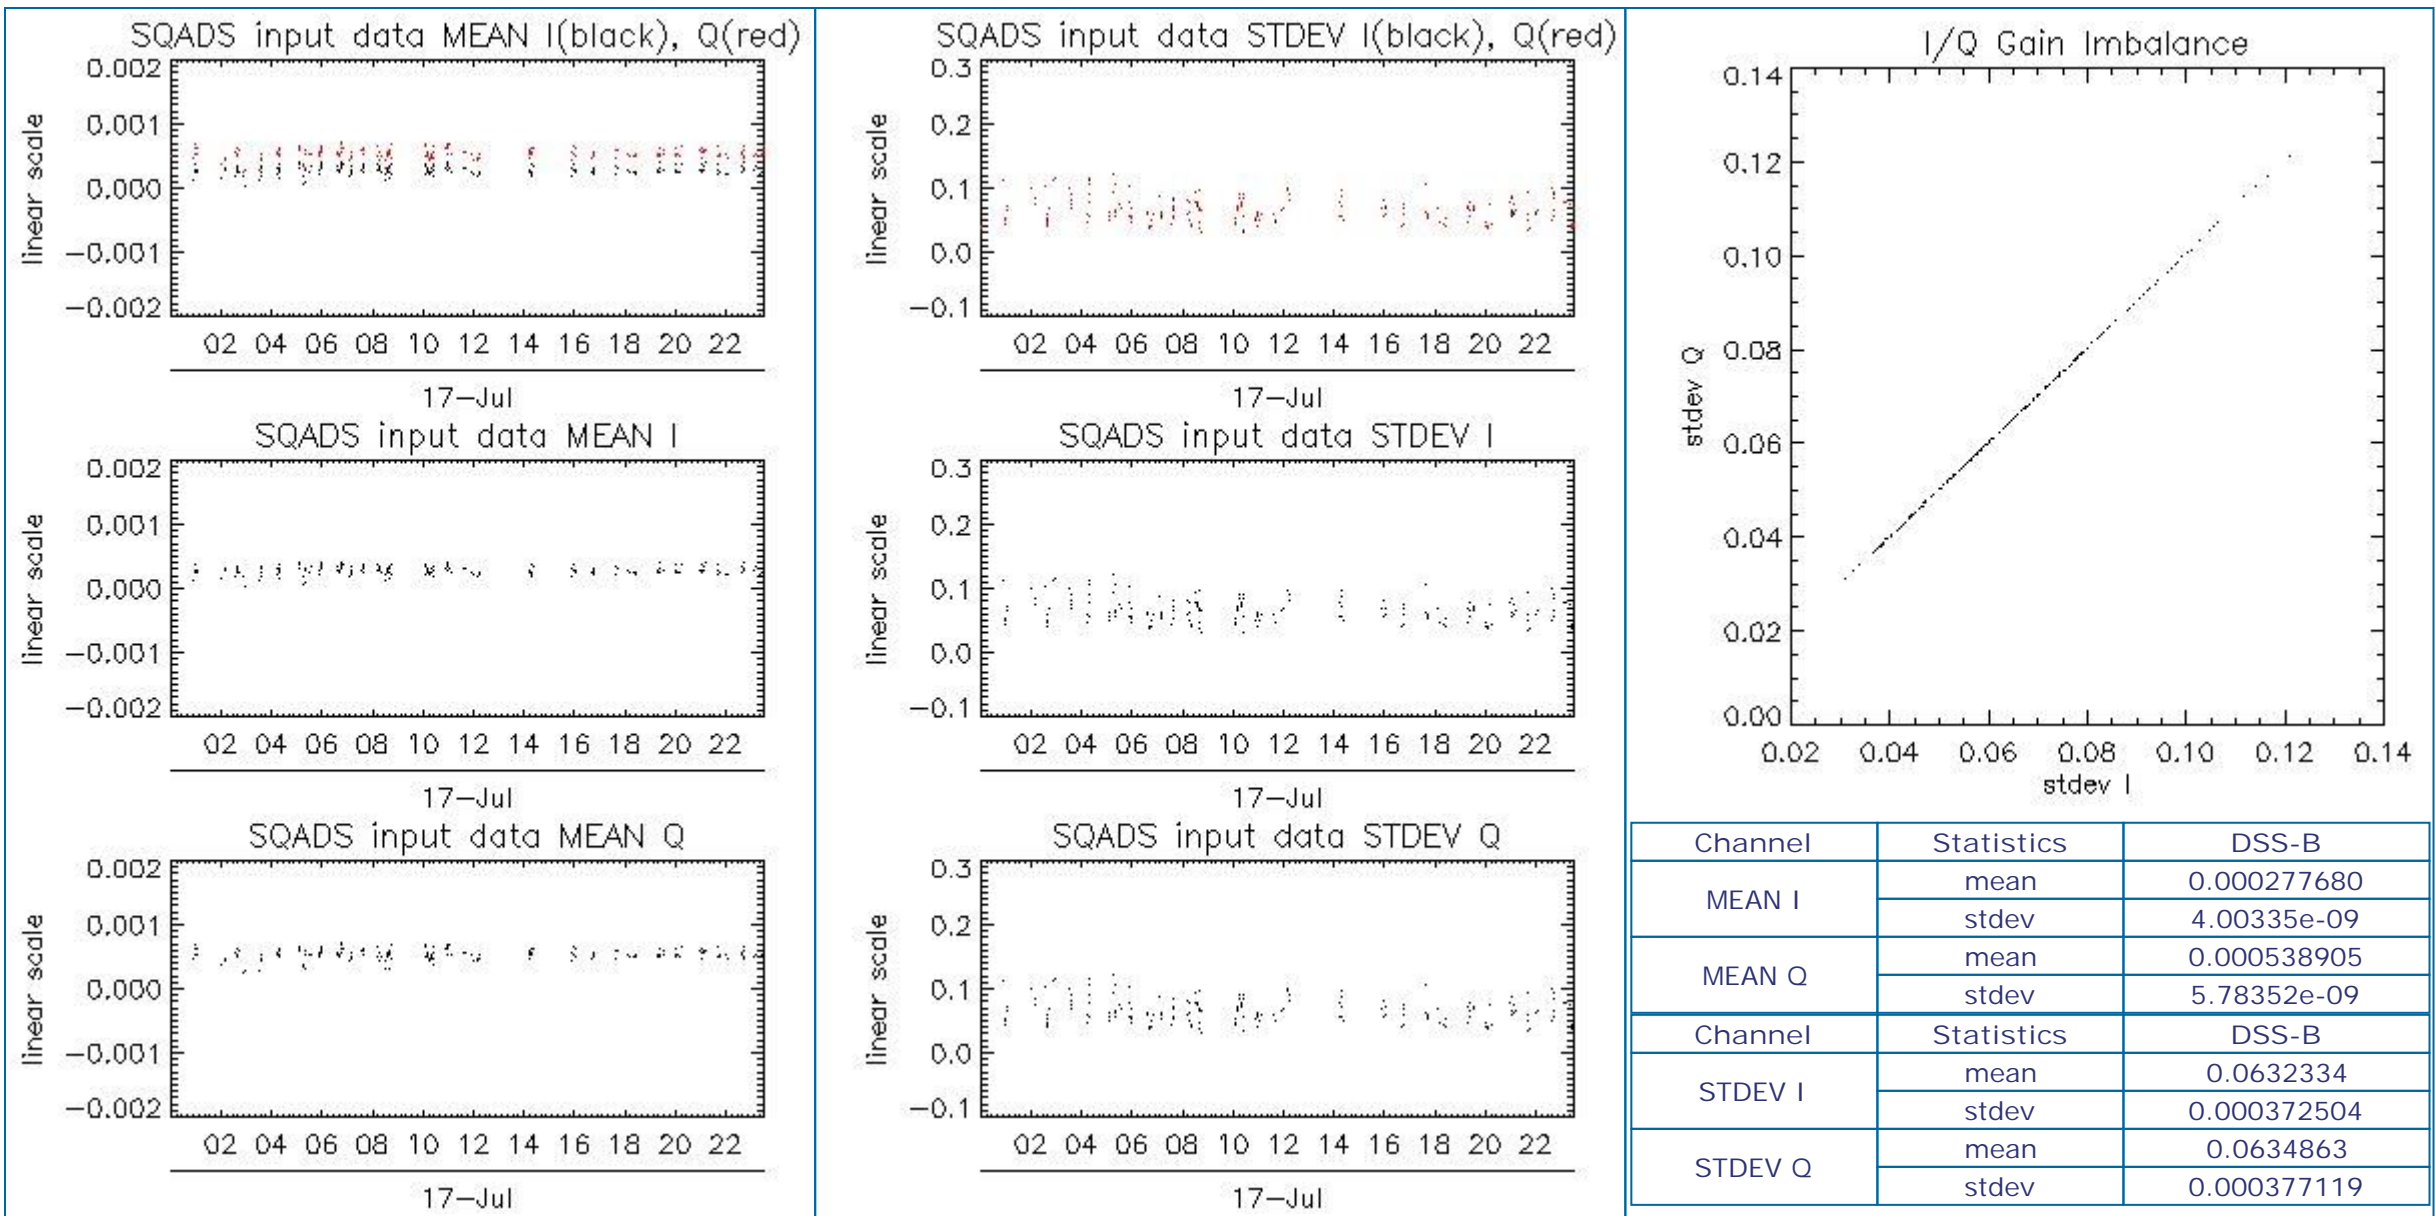 SQADS input data MEAN I(black), Q(red)
0.002
0.001
0.000
−0.001
−0.002
linear scale
02 04 06 08 10 12 14 16 18 20 22
17−Jul
SQADS input data MEAN I
0.002
0.001
0.000
−0.001
−0.002
linear scale
02 04 06 08 10 12 14 16 18 20 22
17−Jul
SQADS input data MEAN Q
0.002
0.001
0.000
−0.001
−0.002
linear scale
02 04 06 08 10 12 14 16 18 20 22
17−Jul
SQADS input data STDEV I(black), Q(red)
0.3
0.2
0.1
0.0
−0.1
linear scale
02 04 06 08 10 12 14 16 18 20 22
17−Jul
SQADS input data STDEV I
0.3
0.2
0.1
0.0
−0.1
linear scale
02 04 06 08 10 12 14 16 18 20 22
17−Jul
SQADS input data STDEV Q
0.3
0.2
0.1
0.0
−0.1
linear scale
02 04 06 08 10 12 14 16 18 20 22
17−Jul
I/Q Gain Imbalance
0.14
0.12
0.10
0.08
0.06
0.04
0.02
0.00
stdev Q
0.02 0.04 0.06 0.08 0.10 0.12 0.14
stdev I
Channel Statistics DSS-B
MEAN I mean 0.000277680
stdev 4.00335e-09
MEAN Q mean 0.000538905
stdev 5.78352e-09
Channel Statistics DSS-B
STDEV I mean 0.0632334
stdev 0.000372504
STDEV Q mean 0.0634863
stdev 0.000377119